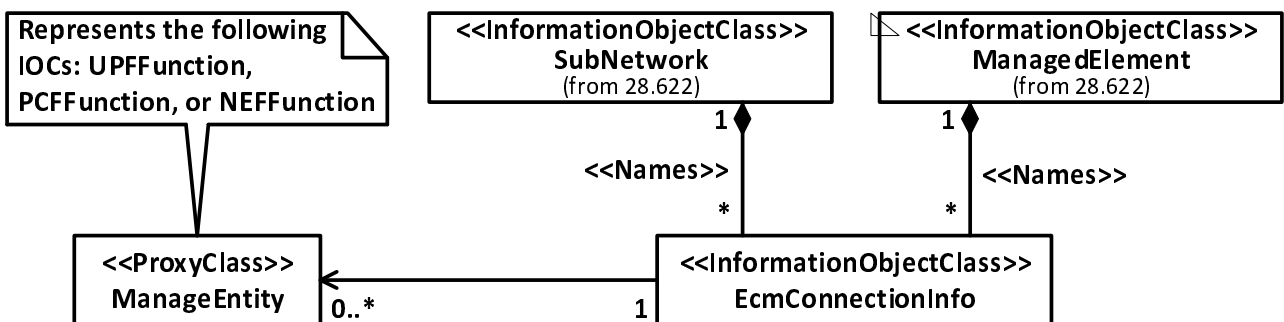 Represents the following
IOCs: UPFFunction,
PCFFunction, or NEFFunction
<<InformationObjectClass>>
SubNetwork
(from 28.622)
<<InformationObjectClass>>
ManagedElement
(from 28.622)
1
1
<<Names>>
<<Names>>
*
*
<<ProxyClass>>
ManageEntity
0..*
1
<<InformationObjectClass>>
EcmConnectionInfo